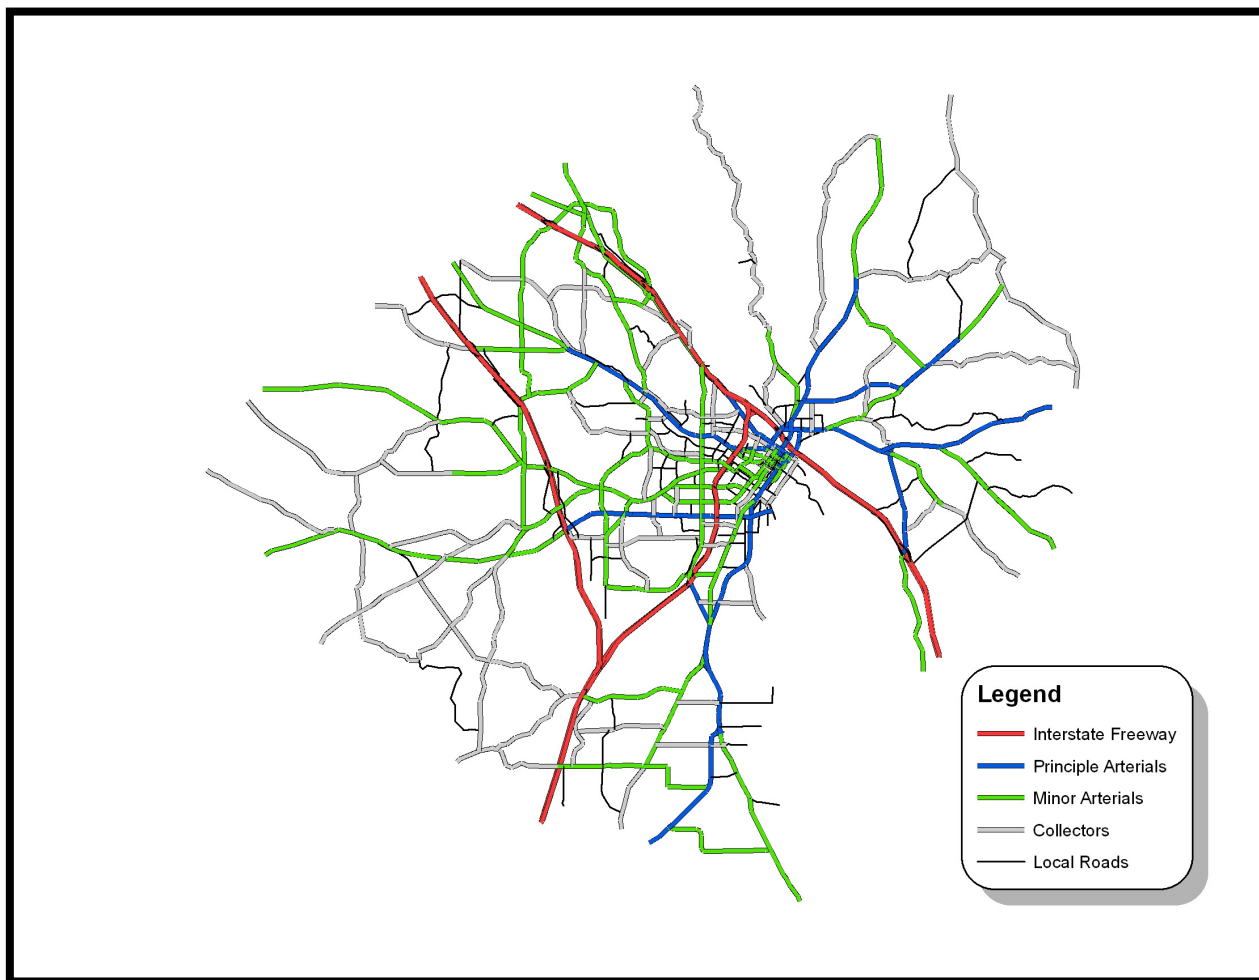 Legend
Interstate Freeway
Principle Arterials
Minor Arterials
Collectors
Local Roads